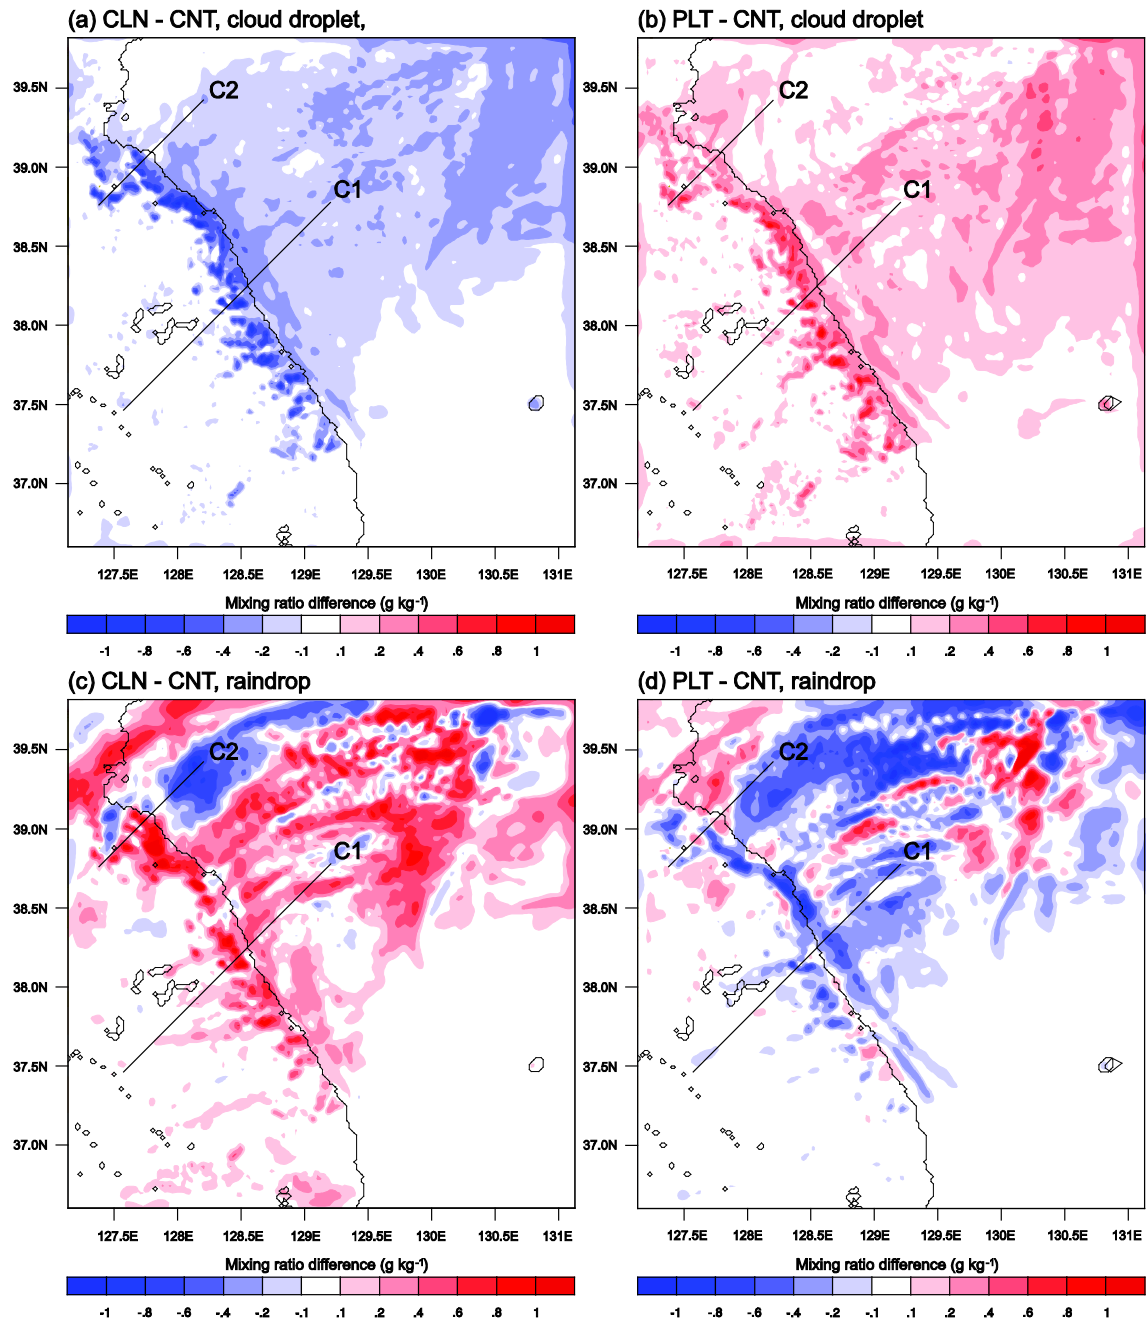 (a) CLN - CNT, cloud droplet,
(b) PLT - CNT, cloud droplet
39.5N
39.0N
38.5N
38.0N
37.5N
37.0N
C2
C1
127.5E 128E 128.5E 129E 129.5E 130E 130.5E 131E
39.5N
39.0N
38.5N
38.0N
37.5N
37.0N
C2
C1
127.5E 128E 128.5E 129E 129.5E 130E 130.5E 131E
Mixing ratio difference (g kg⁻¹)
-1 -.8 -.6 -.4 -.2 -.1 .1 .2 .4 .6 .8 1
Mixing ratio difference (g kg⁻¹)
-1 -.8 -.6 -.4 -.2 -.1 .1 .2 .4 .6 .8 1
(c) CLN - CNT, raindrop
(d) PLT - CNT, raindrop
39.5N
39.0N
38.5N
38.0N
37.5N
37.0N
C2
C1
127.5E 128E 128.5E 129E 129.5E 130E 130.5E 131E
39.5N
39.0N
38.5N
38.0N
37.5N
37.0N
C2
C1
127.5E 128E 128.5E 129E 129.5E 130E 130.5E 131E
Mixing ratio difference (g kg⁻¹)
-1 -.8 -.6 -.4 -.2 -.1 .1 .2 .4 .6 .8 1
Mixing ratio difference (g kg⁻¹)
-1 -.8 -.6 -.4 -.2 -.1 .1 .2 .4 .6 .8 1